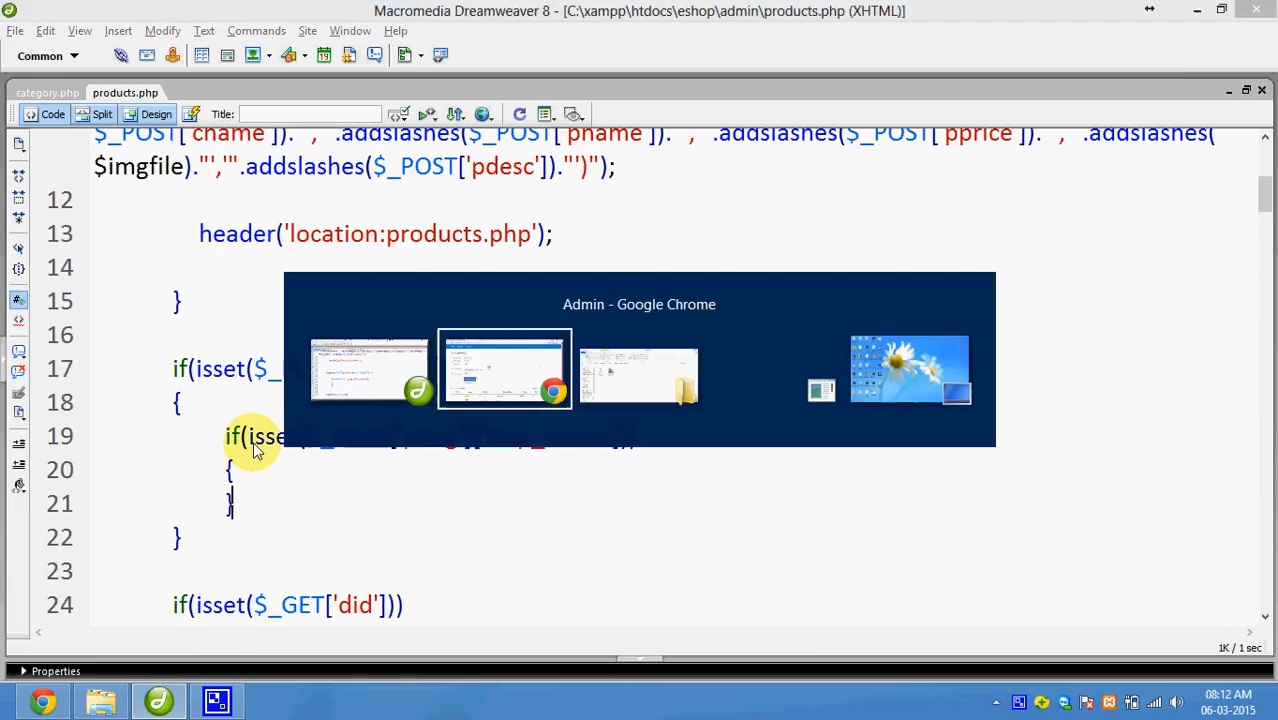 Macromedia Dreamweaver 8 - [C:\xampp\htdocs\eshop\admin\products.php (XHTML)]
File Edit View Insert Modify Text Commands Site Window Help
Common
category.php products.php
Code Split Design Title:
$_POST['cname'])."','".addslashes($_POST['pname'])."','".addslashes($_POST['pprice'])."','".addslashes(
$imgfile)."','".addslashes($_POST['pdesc'])."')");
12
13 header('location:products.php');
14
15 }
16
Admin - Google Chrome
17 if(isset($_
18 {
19 if(isset
20 {
21 }
22 }
23
24 if(isset($_GET['did']))
1K / 1 sec
Properties
08:12 AM
06-03-2015